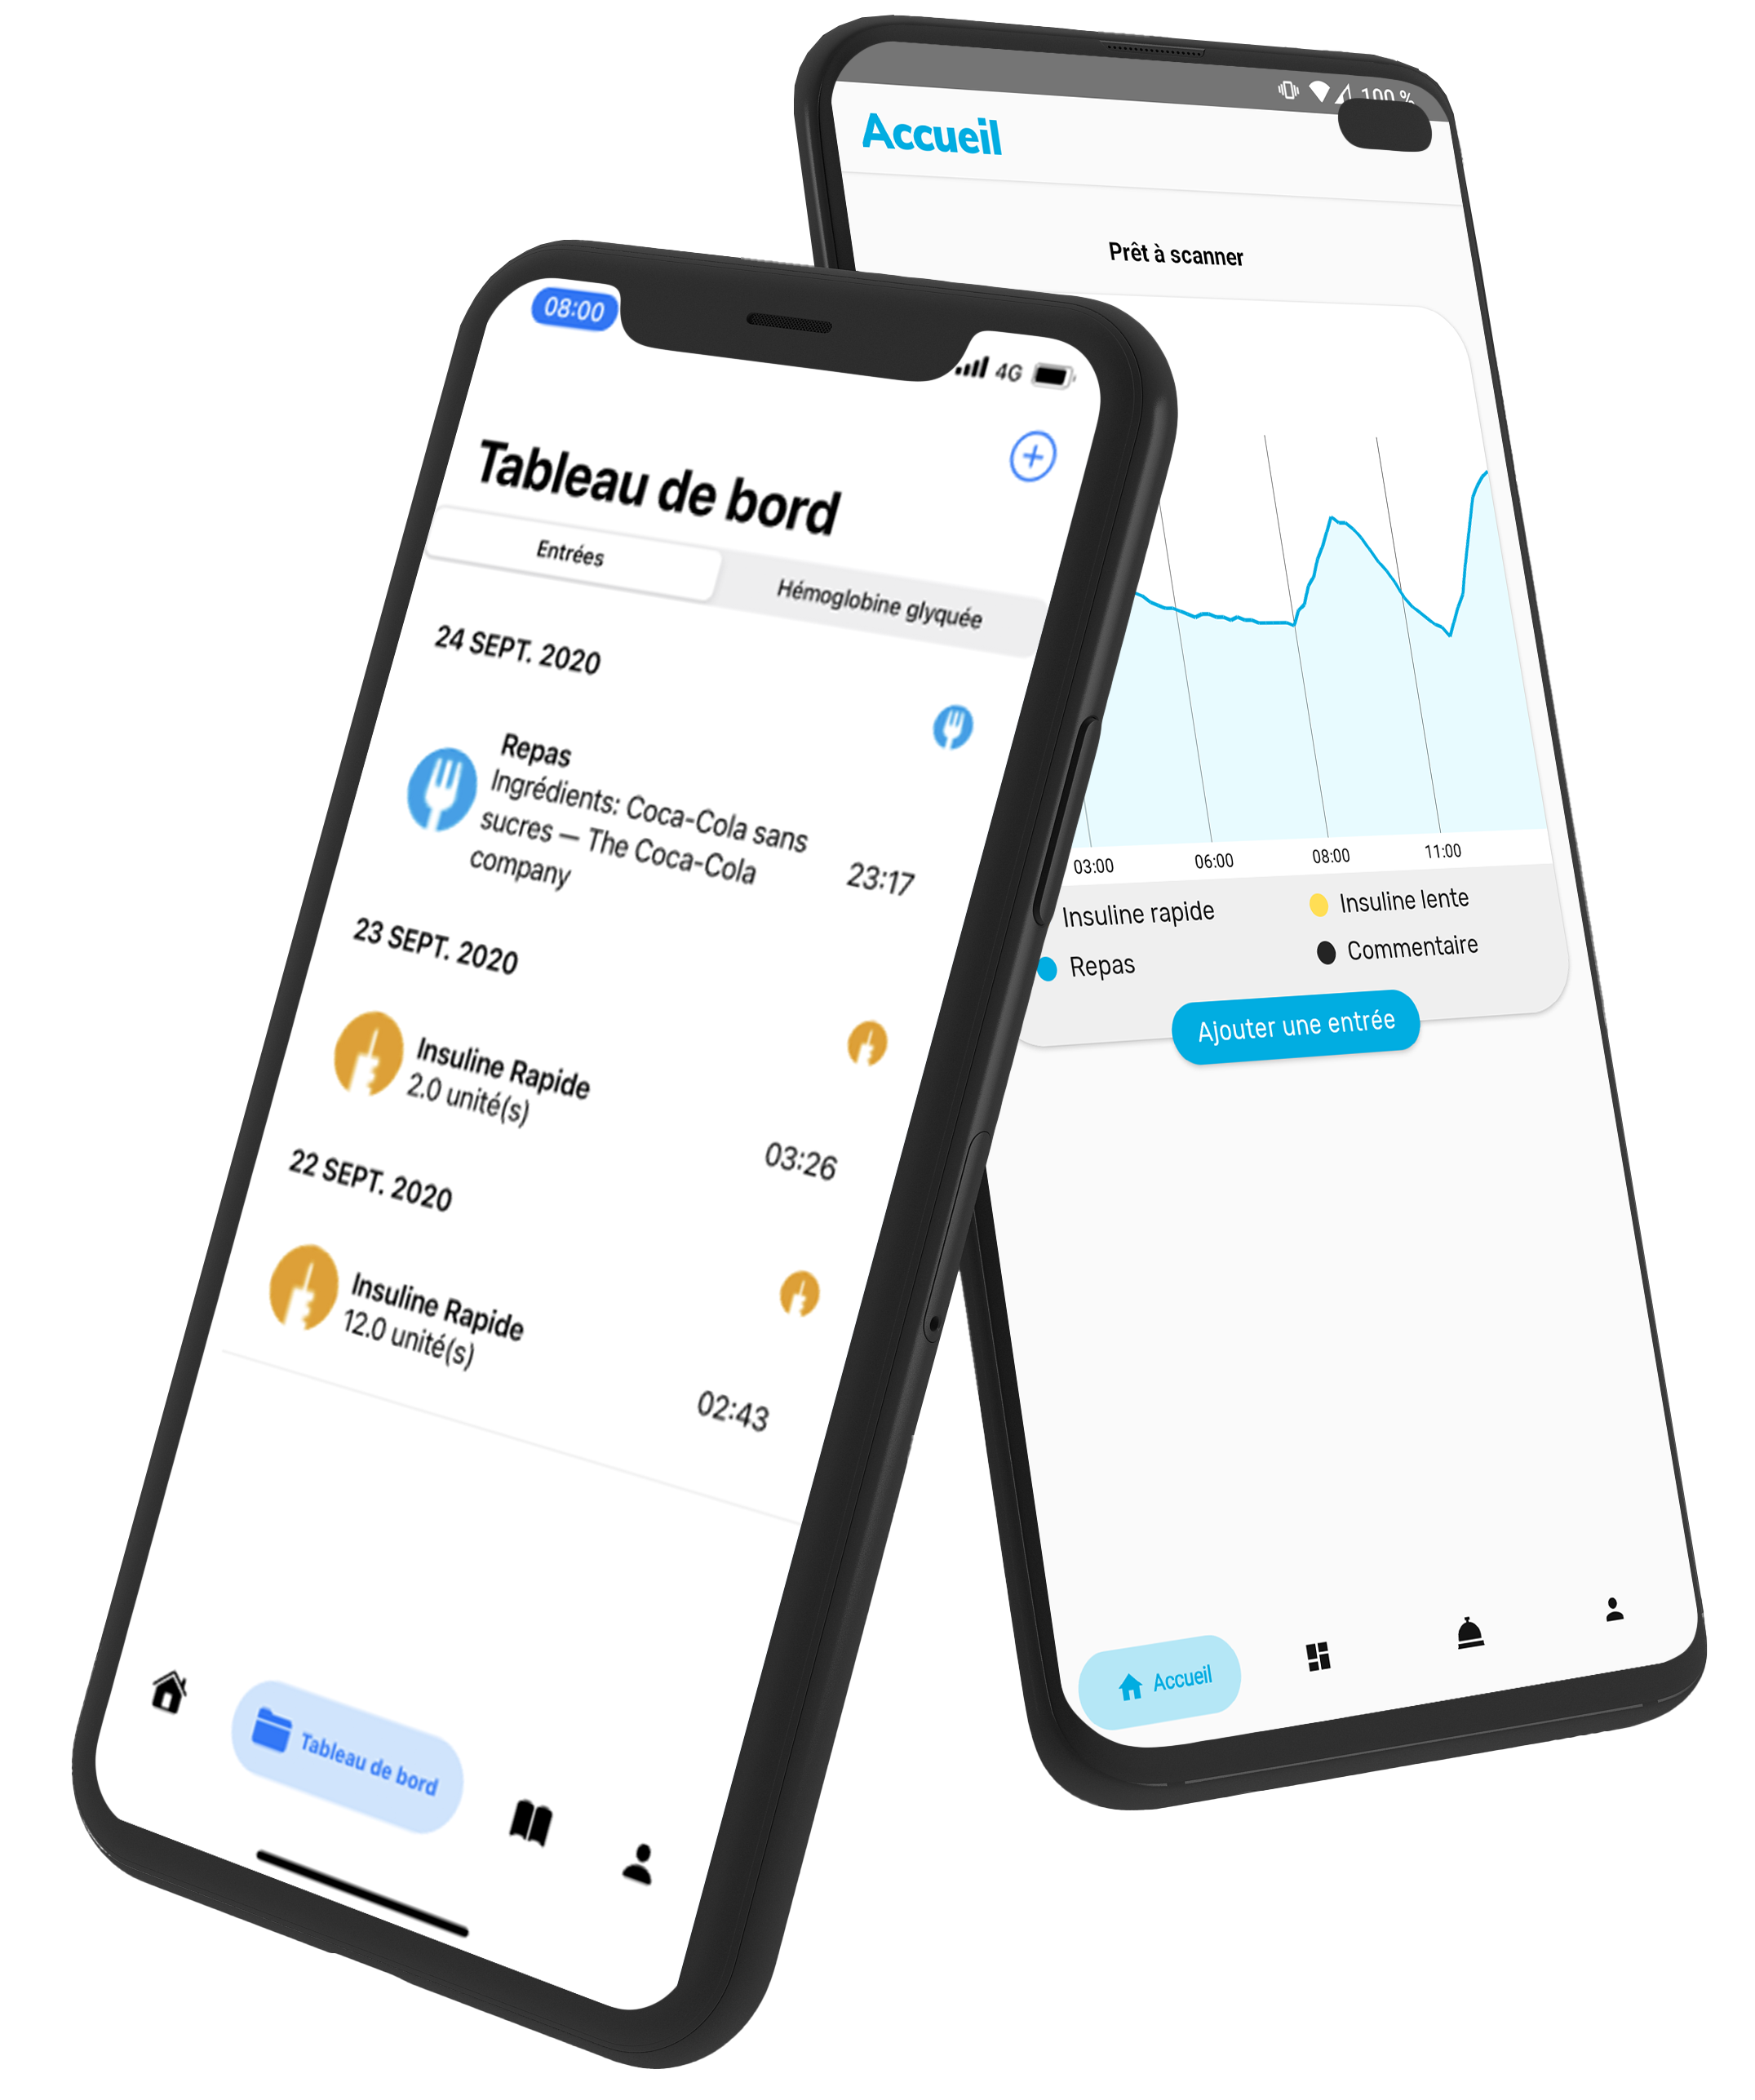 08:00
4G
Tableau de bord
Entrées
Hémoglobine glyquée
24 SEPT. 2020
Repas
Ingrédients: Coca-Cola sans
sucres — The Coca-Cola
company
23:17
23 SEPT. 2020
Insuline Rapide
2.0 unité(s)
03:26
22 SEPT. 2020
Insuline Rapide
12.0 unité(s)
02:43
Tableau de bord
100 %
Accueil
Prêt à scanner
03:00
06:00
08:00
11:00
Insuline rapide
Insuline lente
Repas
Commentaire
Ajouter une entrée
Accueil